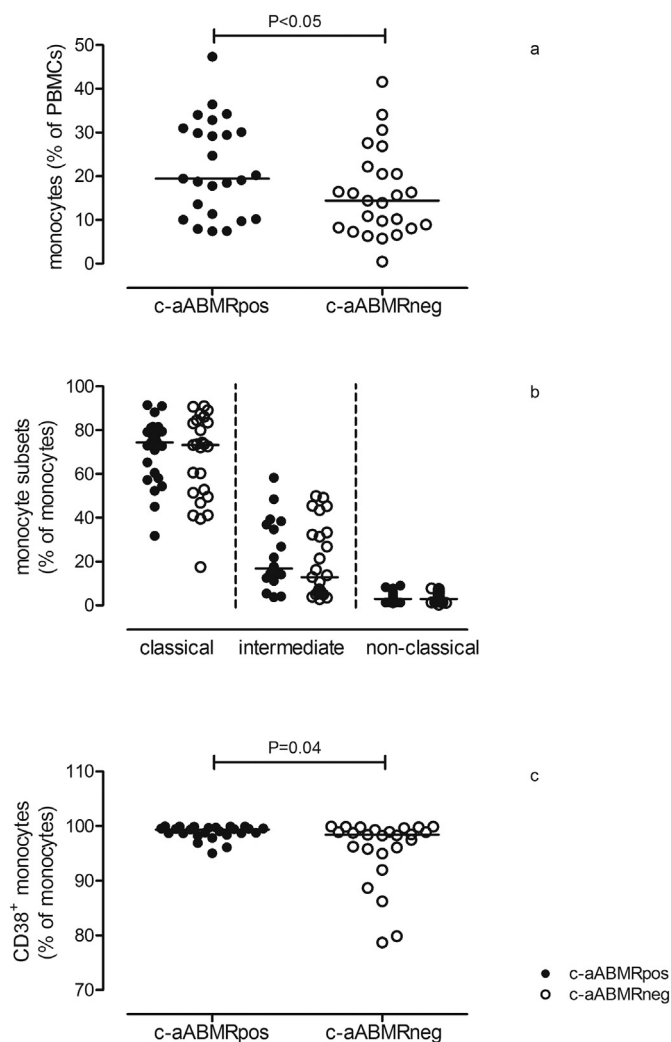 P<0.05
a
monocytes (% of PBMCs)
50
40
30
20
10
0
c-aABMRpos c-aABMRneg
b
monocyte subsets
(% of monocytes)
100
80
60
40
20
0
classical intermediate non-classical
P=0.04
c
CD38⁺ monocytes
(% of monocytes)
110
100
90
80
70
c-aABMRpos
c-aABMRneg
c-aABMRpos c-aABMRneg